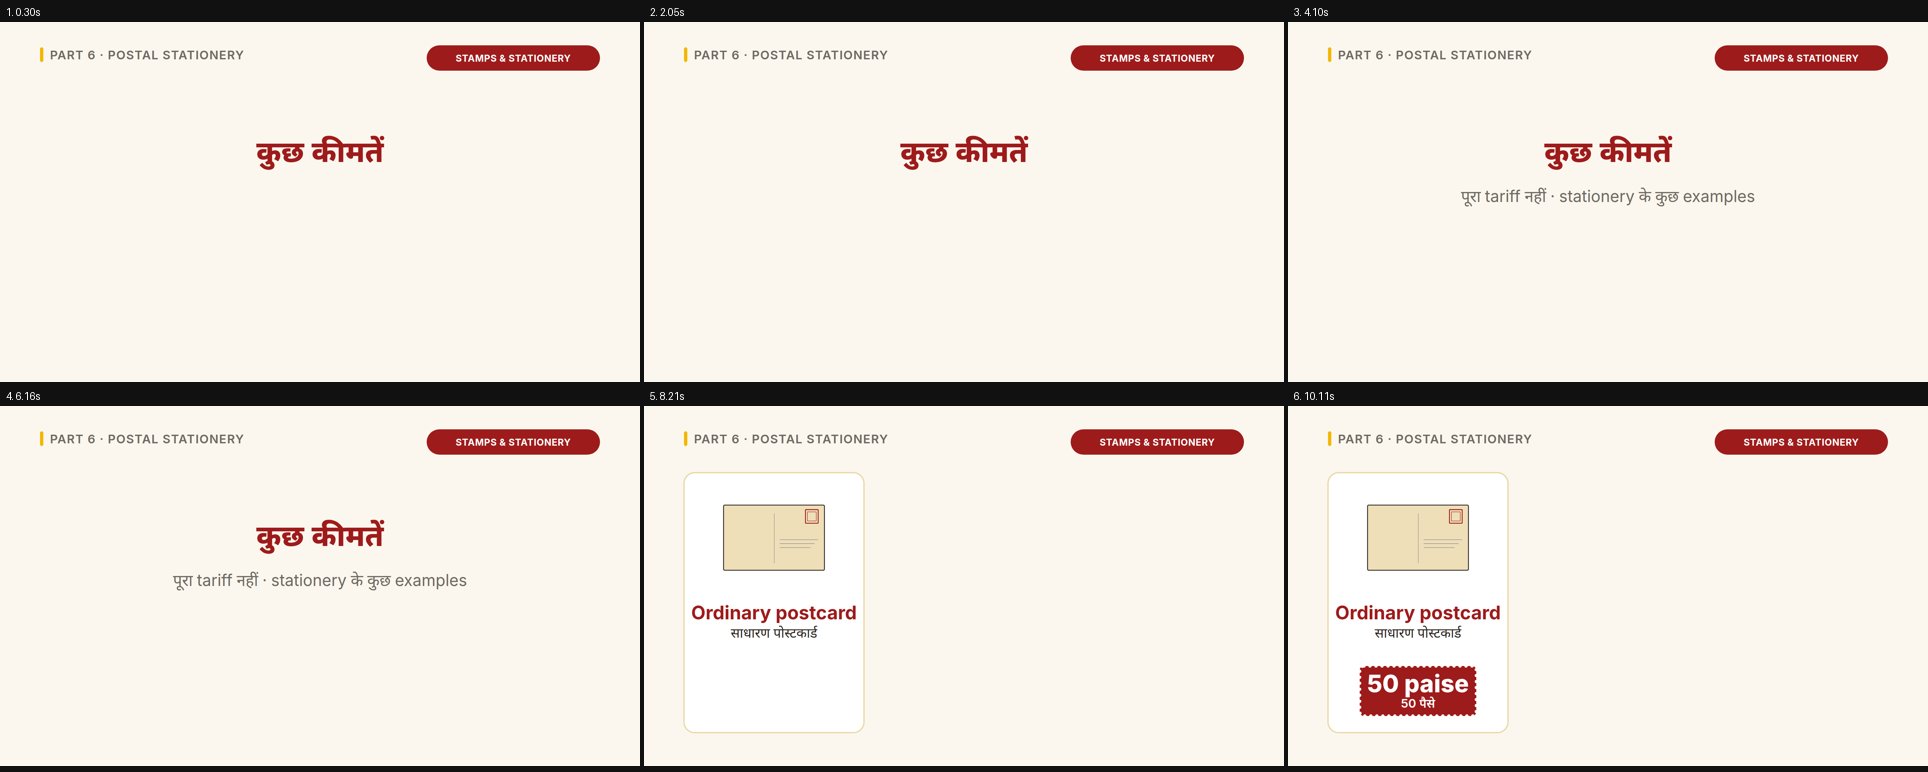 1. 0.30s
PART 6 · POSTAL STATIONERY
STAMPS & STATIONERY
कुछ कीमतें
2. 2.05s
PART 6 · POSTAL STATIONERY
STAMPS & STATIONERY
कुछ कीमतें
3. 4.10s
PART 6 · POSTAL STATIONERY
STAMPS & STATIONERY
कुछ कीमतें
पूरा tariff नहीं · stationery के कुछ examples
4. 6.16s
PART 6 · POSTAL STATIONERY
STAMPS & STATIONERY
कुछ कीमतें
पूरा tariff नहीं · stationery के कुछ examples
5. 8.21s
PART 6 · POSTAL STATIONERY
STAMPS & STATIONERY
Ordinary postcard
साधारण पोस्टकार्ड
6. 10.11s
PART 6 · POSTAL STATIONERY
STAMPS & STATIONERY
Ordinary postcard
साधारण पोस्टकार्ड
50 paise
50 पैसे